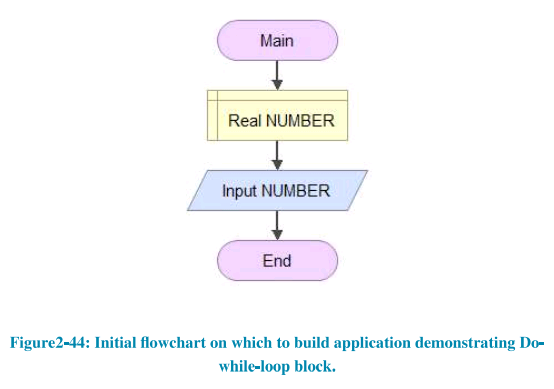 Main
Real NUMBER
Input NUMBER
End
Figure2-44: Initial flowchart on which to build application demonstrating Do-
while-loop block.